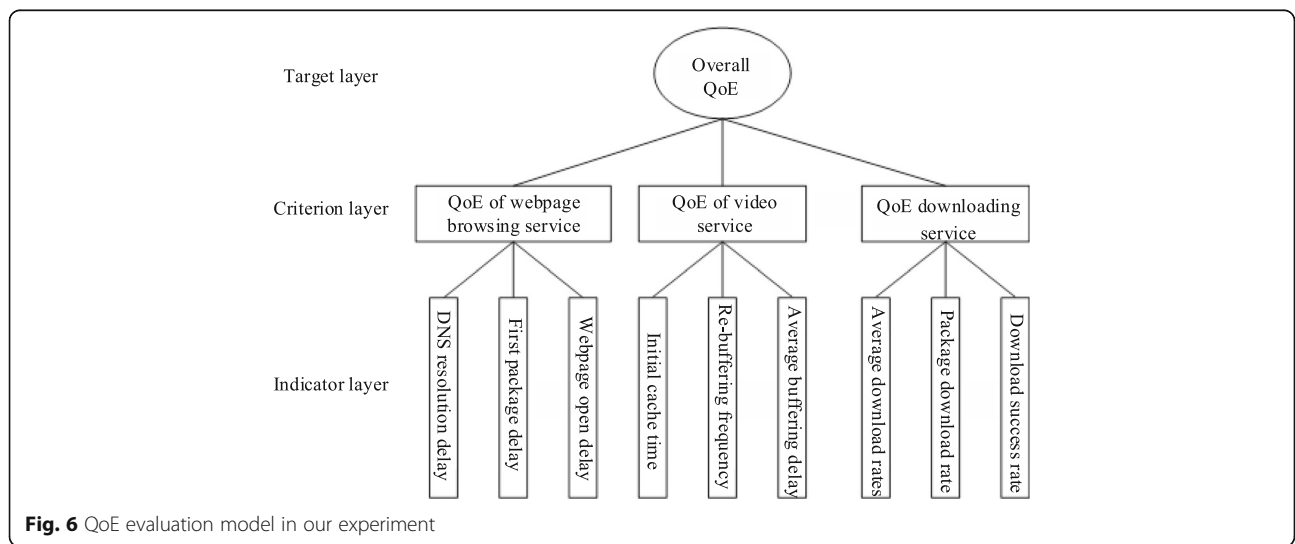 Target layer
Overall
QoE
Criterion layer
QoE of webpage
browsing service
QoE of video
service
QoE downloading
service
Indicator layer
DNS resolution delay
First package delay
Webpage open delay
Initial cache time
Re-buffering frequency
Average buffering delay
Average download rates
Package download rate
Download success rate
Fig. 6 QoE evaluation model in our experiment